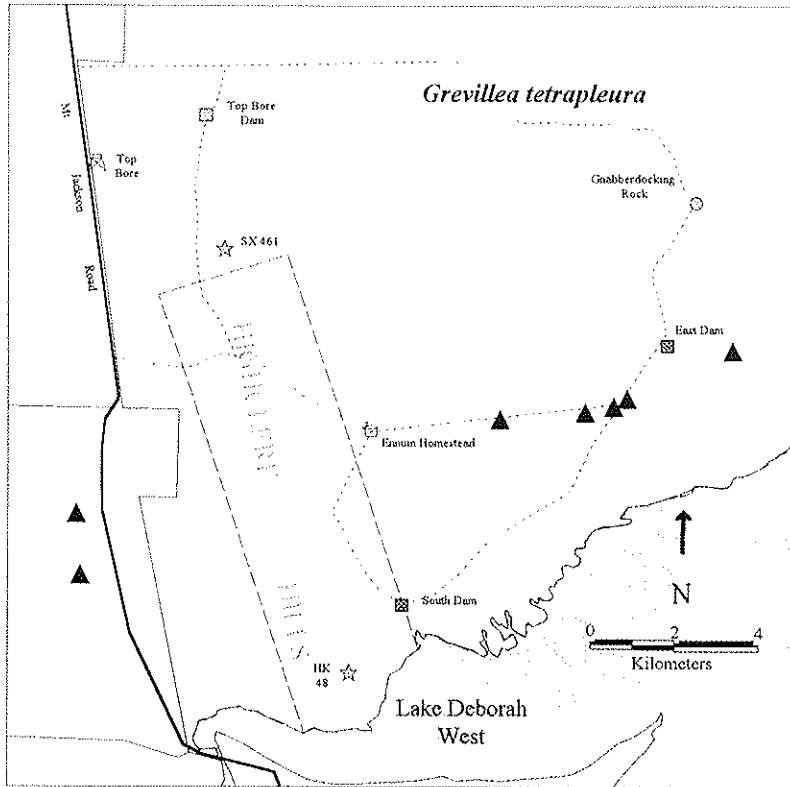 Grevillea tetrapleura
Top Bore
Dam
Top
Bore
Mt
Jackson
Road
Gnabberdocking
Rock
SX 461
East Dam
Ennum Homestead
South Dam
N
0 2 4
Kilometers
HK
48
Lake Deborah
West